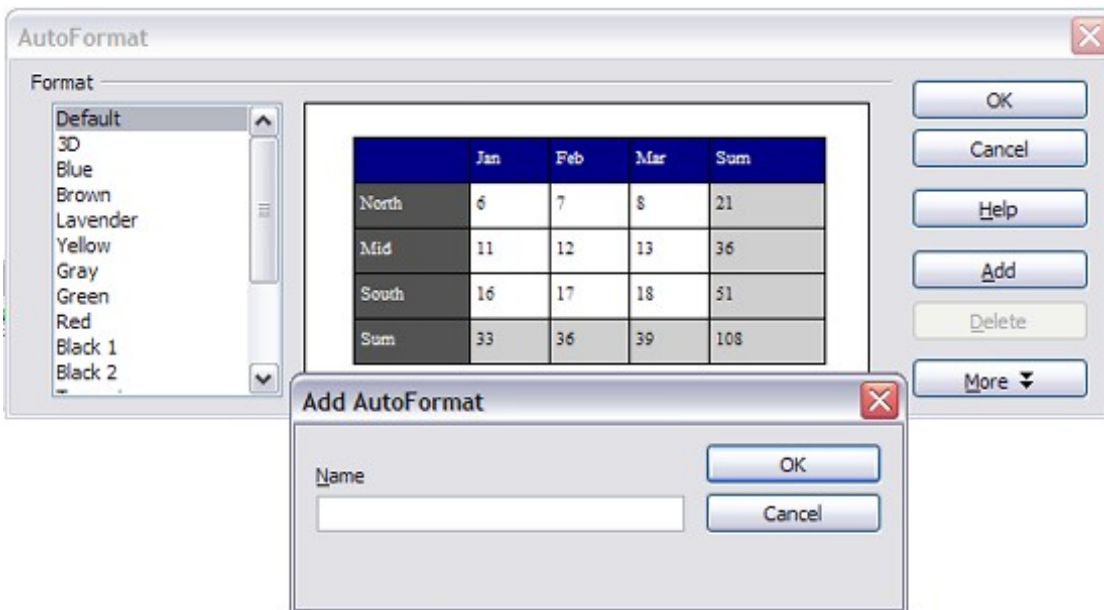 AutoFormat
Format
Default
3D
Blue
Brown
Lavender
Yellow
Gray
Green
Red
Black 1
Black 2
Jan Feb Mar Sum
North 6 7 8 21
Mid 11 12 13 36
South 16 17 18 51
Sum 33 36 39 108
OK
Cancel
Help
Add
Delete
More
Add AutoFormat
Name
OK
Cancel